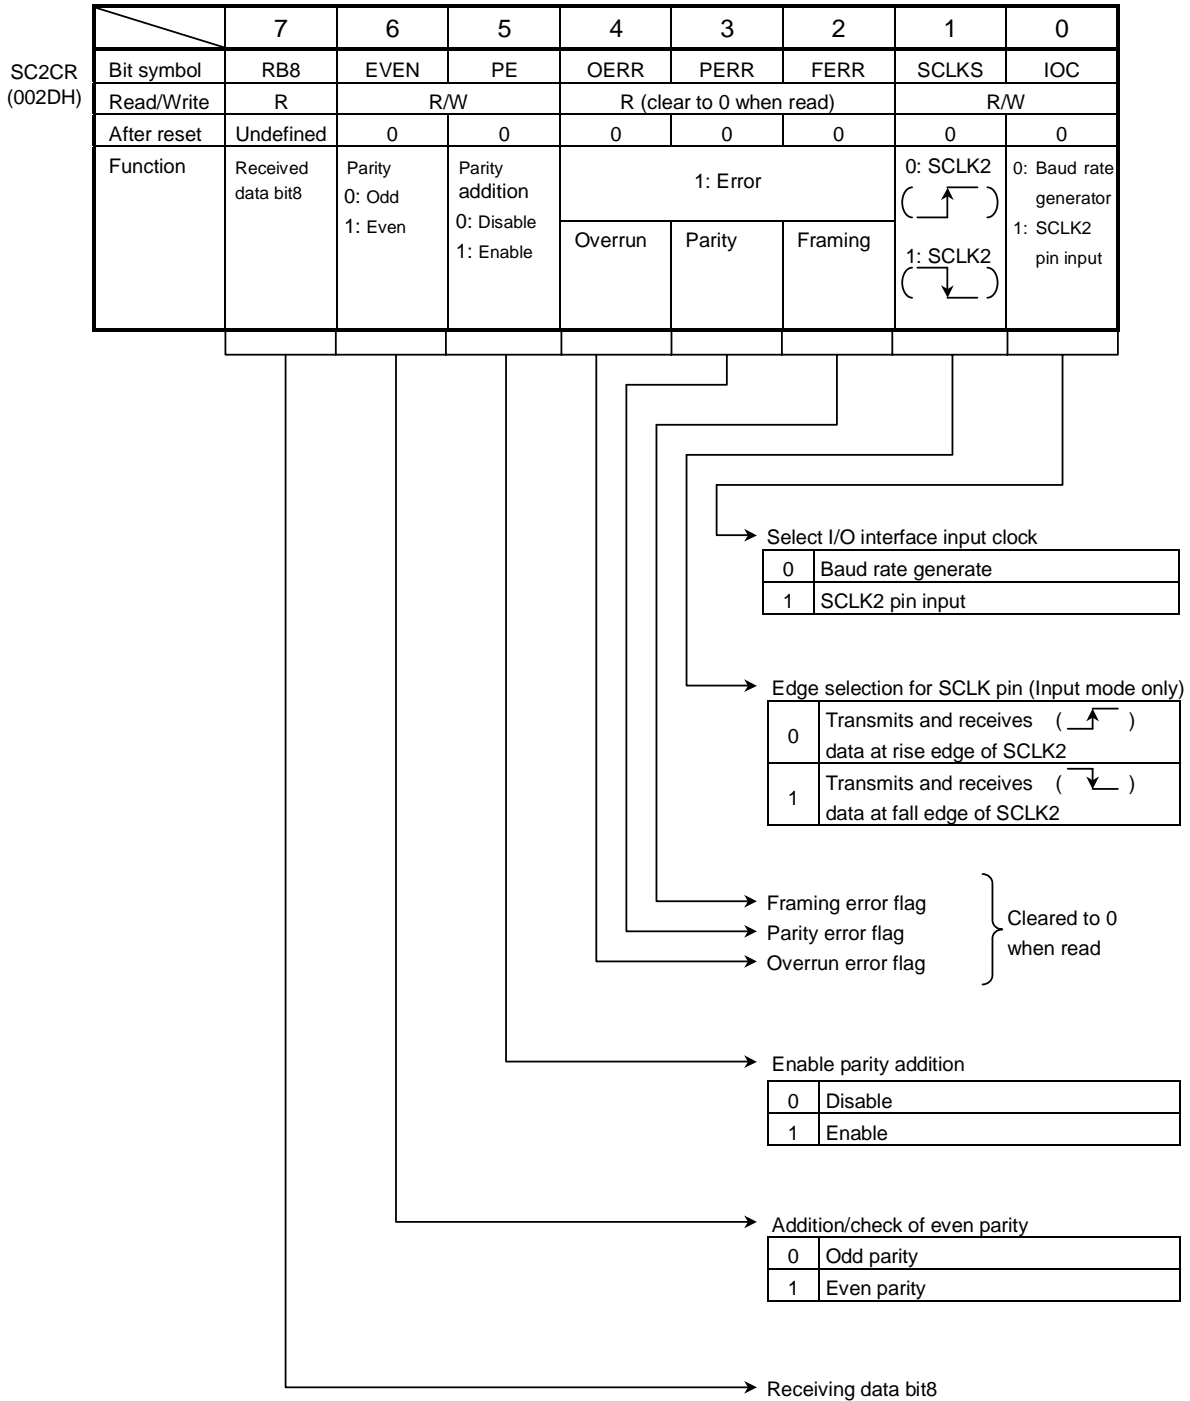 7 6 5 4 3 2 1 0
SC2CR
(002DH)
Bit symbol RB8 EVEN PE OERR PERR FERR SCLKS IOC
Read/Write R R/W R (clear to 0 when read) R/W
After reset Undefined 0 0 0 0 0 0 0
Function
Received
data bit8
Parity
0: Odd
1: Even
Parity
addition
0: Disable
1: Enable
1: Error
Overrun Parity Framing
0: SCLK2
( )
1: SCLK2
( )
0: Baud rate
generator
1: SCLK2
pin input
Select I/O interface input clock
0 Baud rate generate
1 SCLK2 pin input
Edge selection for SCLK pin (Input mode only)
0 Transmits and receives ( )
data at rise edge of SCLK2
1 Transmits and receives ( )
data at fall edge of SCLK2
Framing error flag
Parity error flag
Overrun error flag
Cleared to 0
when read
Enable parity addition
0 Disable
1 Enable
Addition/check of even parity
0 Odd parity
1 Even parity
Receiving data bit8